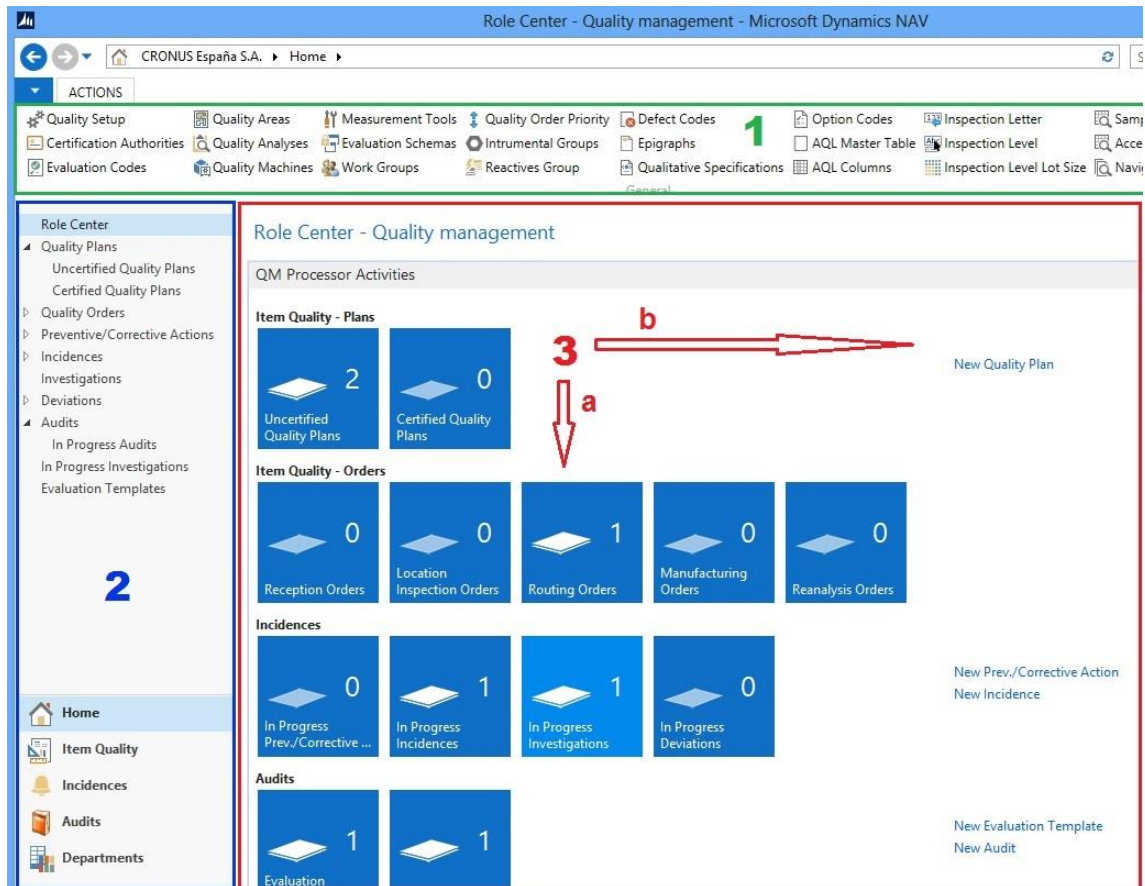 Role Center - Quality management - Microsoft Dynamics NAV
CRONUS España S.A. Home
ACTIONS
Quality Setup Quality Areas Measurement Tools Quality Order Priority Defect Codes Option Codes Inspection Letter Samp
Certification Authorities Quality Analyses Evaluation Schemas Intrumental Groups Epigraphs AQL Master Table Inspection Level Acce
Evaluation Codes Quality Machines Work Groups Reactives Group Qualitative Specifications AQL Columns Inspection Level Lot Size Navig
1
General
Role Center
Quality Plans
Uncertified Quality Plans
Certified Quality Plans
Quality Orders
Preventive/Corrective Actions
Incidences
Investigations
Deviations
Audits
In Progress Audits
In Progress Investigations
Evaluation Templates
2
Home
Item Quality
Incidences
Audits
Departments
Role Center - Quality management
QM Processor Activities
Item Quality - Plans
2
Uncertified
Quality Plans
0
Certified Quality
Plans
3
b
a
New Quality Plan
Item Quality - Orders
0
Reception Orders
0
Location
Inspection Orders
1
Routing Orders
0
Manufacturing
Orders
0
Reanalysis Orders
Incidences
0
In Progress
Prev./Corrective ...
1
In Progress
Incidences
1
In Progress
Investigations
0
In Progress
Deviations
New Prev./Corrective Action
New Incidence
Audits
1
Evaluation
1
New Evaluation Template
New Audit